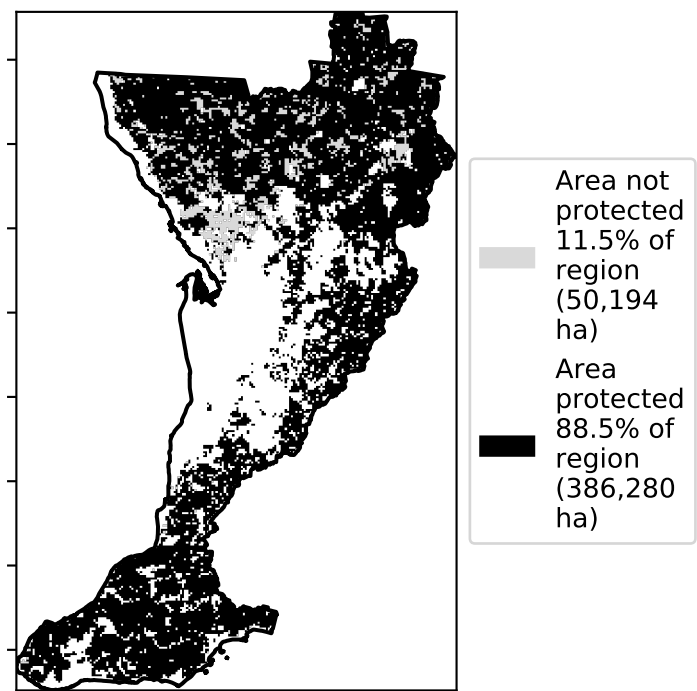 Area not
protected
11.5% of
region
(50,194
ha)
Area
protected
88.5% of
region
(386,280
ha)